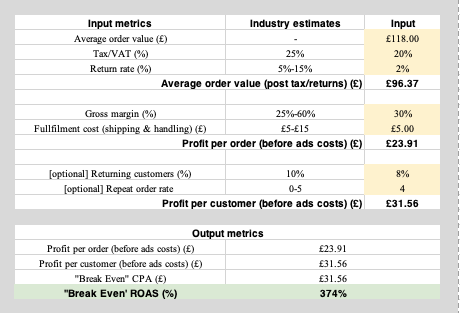 Input metrics Industry estimates Input
Average order value (£) - £118.00
Tax/VAT (%) 25% 20%
Return rate (%) 5%-15% 2%
Average order value (post tax/returns) (£) £96.37
Gross margin (%) 25%-60% 30%
Fullfilment cost (shipping & handling) (£) £5-£15 £5.00
Profit per order (before ads costs) (£) £23.91
[optional] Returning customers (%) 10% 8%
[optional] Repeat order rate 0-5 4
Profit per customer (before ads costs) (£) £31.56
Output metrics
Profit per order (before ads costs) (£) £23.91
Profit per customer (before ads costs) (£) £31.56
"Break Even" CPA (£) £31.56
"Break Even' ROAS (%) 374%